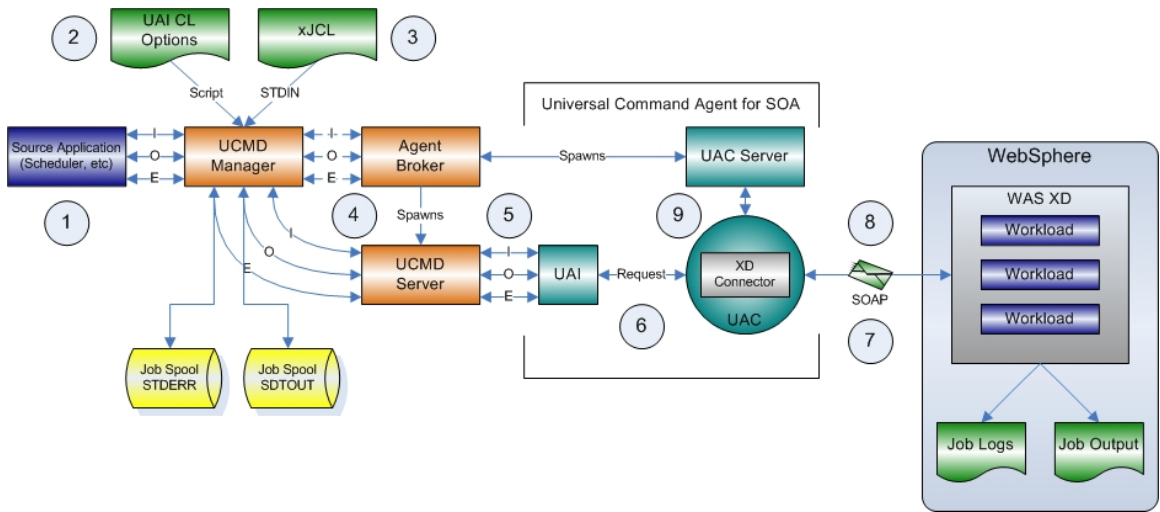 2
UAI CL
Options
xJCL
3
Script
STDIN
Universal Command Agent for SOA
Source Application
(Scheduler, etc)
I
O
E
UCMD
Manager
I
O
E
Agent
Broker
Spawns
UAC Server
1
4
Spawns
5
9
8
I
O
E
UCMD
Server
I
O
E
UAI
Request
XD
Connector
UAC
6
SOAP
7
Job Spool
STDERR
Job Spool
SDTOUT
WebSphere
WAS XD
Workload
Workload
Workload
Job Logs
Job Output